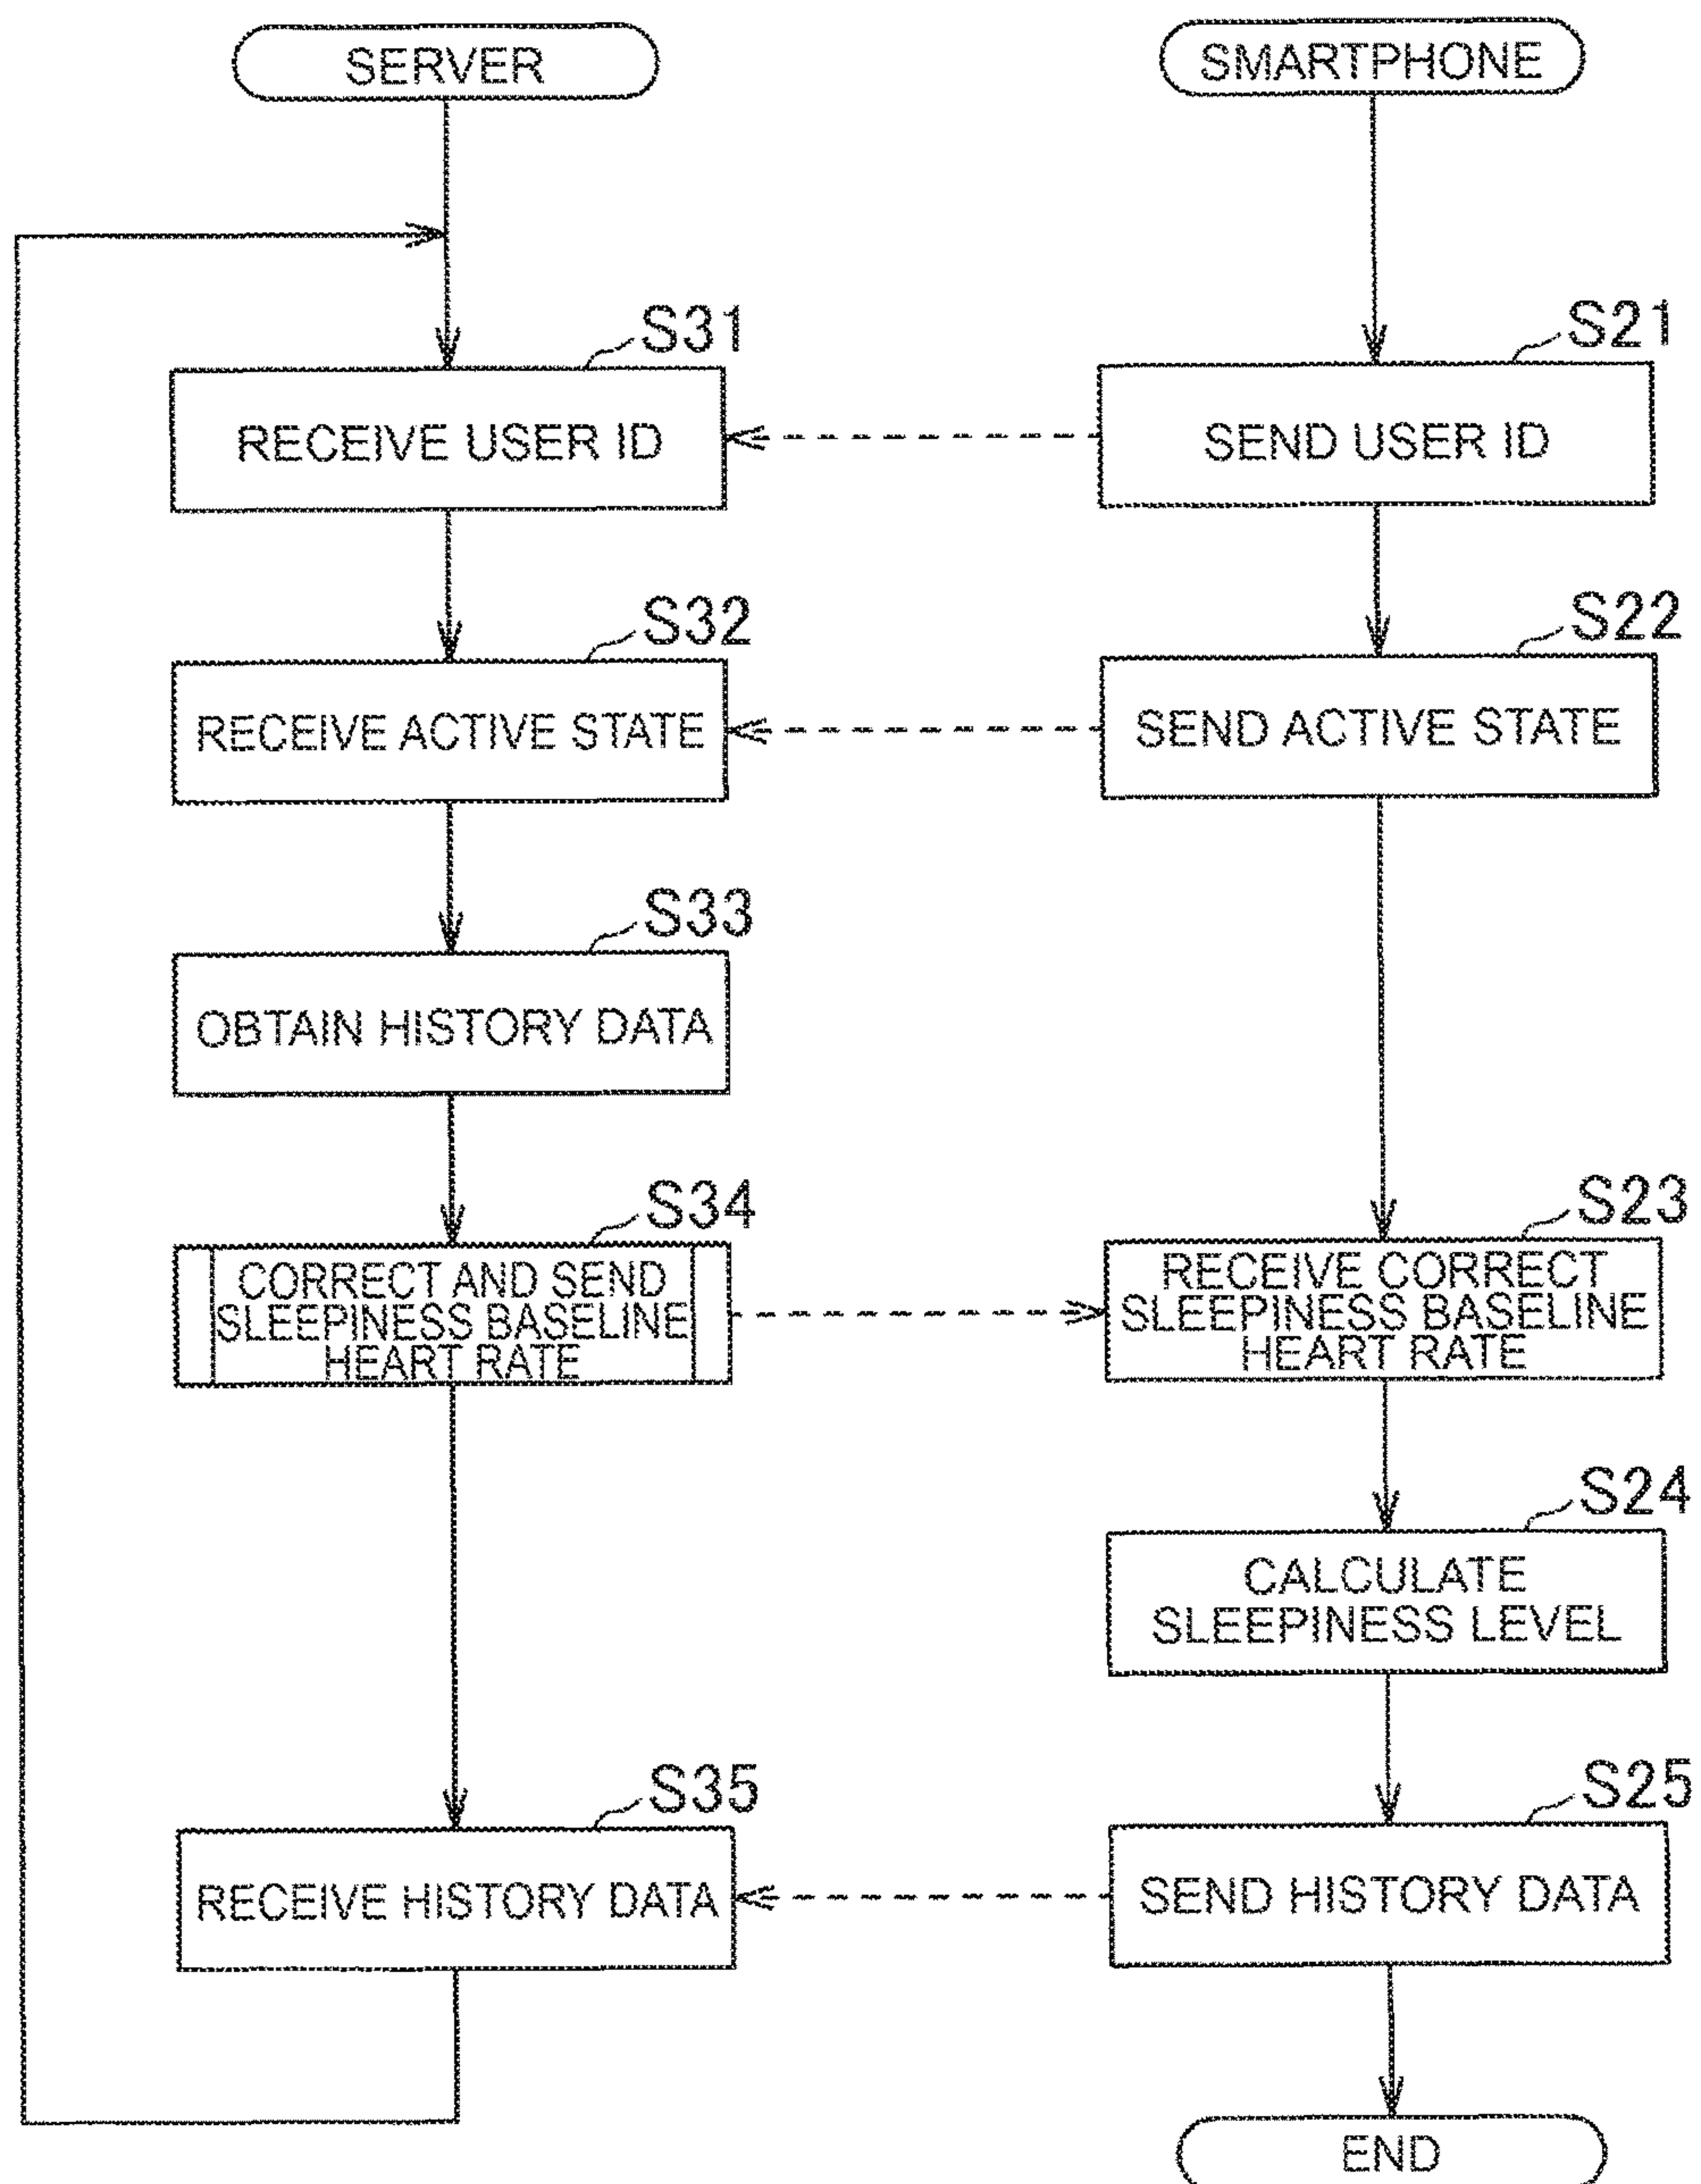 SERVER
SMARTPHONE
S31
RECEIVE USER ID
S21
SEND USER ID
S32
RECEIVE ACTIVE STATE
S22
SEND ACTIVE STATE
S33
OBTAIN HISTORY DATA
S34
CORRECT AND SEND
SLEEPINESS BASELINE
HEART RATE
S23
RECEIVE CORRECT
SLEEPINESS BASELINE
HEART RATE
S24
CALCULATE
SLEEPINESS LEVEL
S35
RECEIVE HISTORY DATA
S25
SEND HISTORY DATA
END